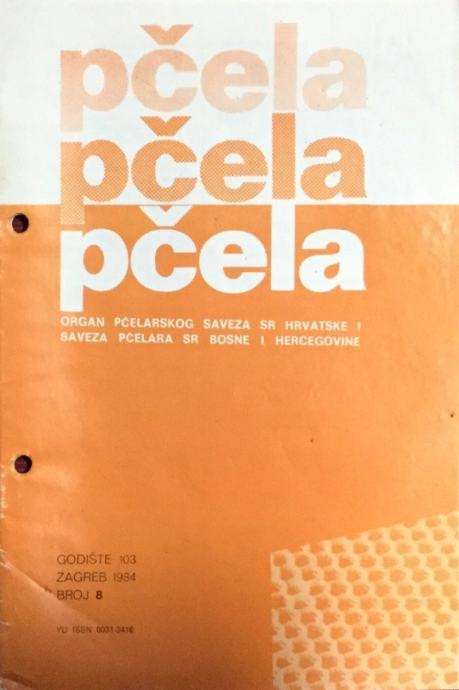 pčela
pčela
pčela
ORGAN PČELARSKOG SAVEZA SR HRVATSKE I
SAVEZA PČELARA SR BOSNE I HERCEGOVINE
GODIŠTE 103
ZAGREB 1984
BROJ 8
YU ISSN 0031-3416